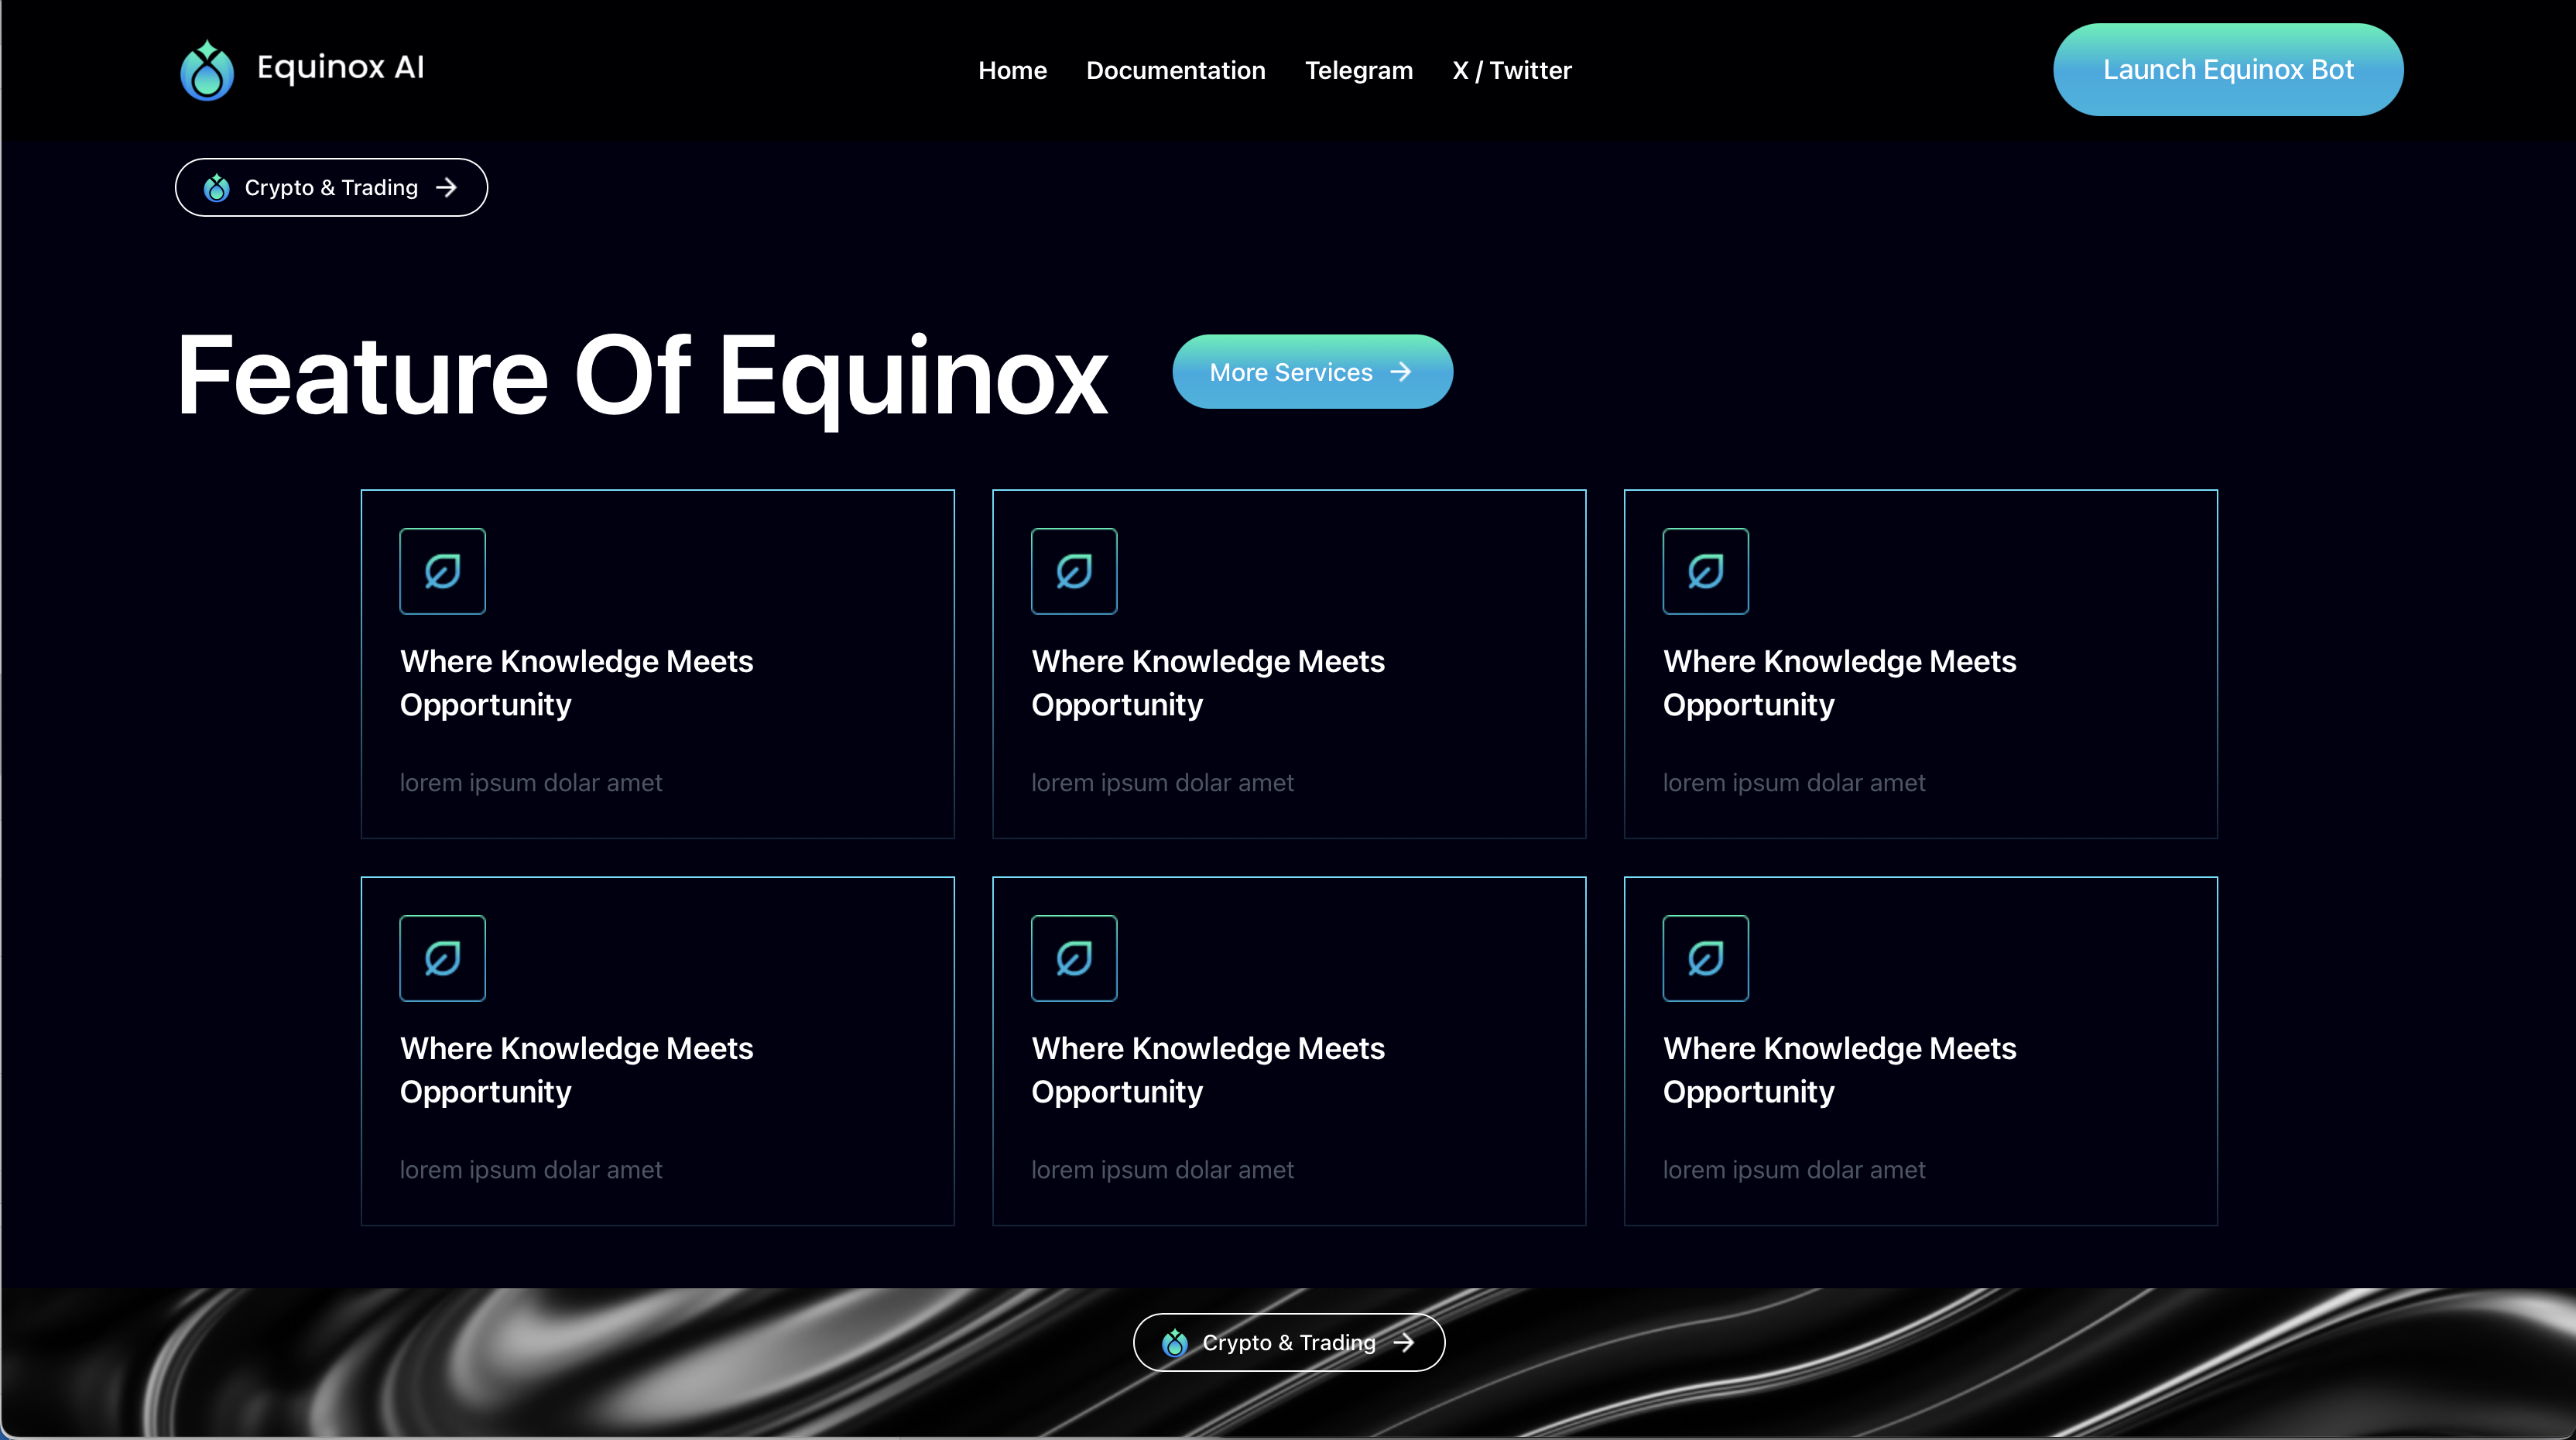 Equinox AI
Home Documentation Telegram X / Twitter
Launch Equinox Bot
Crypto & Trading
Feature Of Equinox
More Services
Where Knowledge Meets
Opportunity
lorem ipsum dolar amet
Where Knowledge Meets
Opportunity
lorem ipsum dolar amet
Where Knowledge Meets
Opportunity
lorem ipsum dolar amet
Where Knowledge Meets
Opportunity
lorem ipsum dolar amet
Where Knowledge Meets
Opportunity
lorem ipsum dolar amet
Where Knowledge Meets
Opportunity
lorem ipsum dolar amet
Crypto & Trading